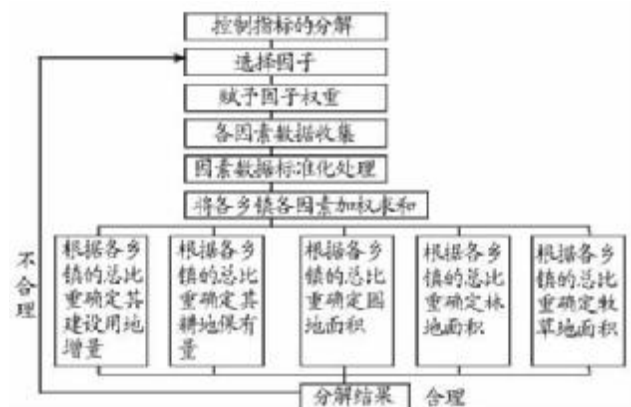 控制指标的分解
选择因子
赋予因子权重
各因素数据收集
因素数据标准化处理
将各乡镇各因素加权求和
不合理
根据各乡
镇的总比
重确定其
建设用地
增量
根据各乡
镇的总比
重确定其
耕地保有
量
根据各乡
镇的总比
重确定园
地面积
根据各乡
镇的总比
重确定林
地面积
根据各乡
镇的总比
重确定牧
草地面积
分解结果 合理